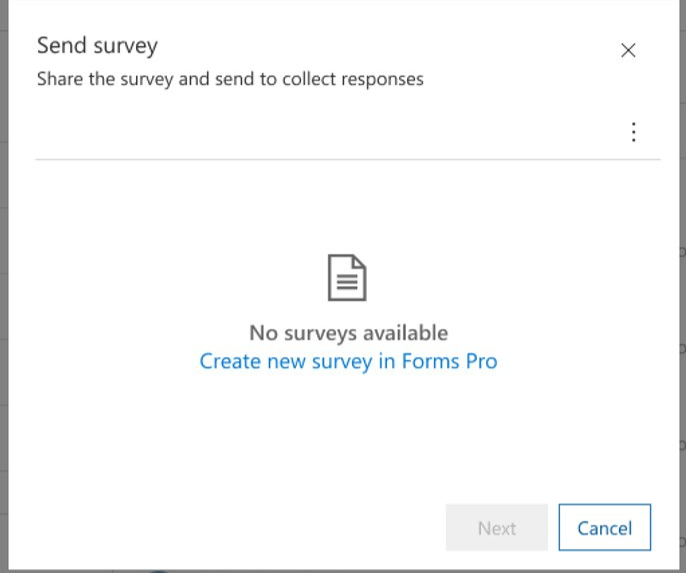 Send survey
Share the survey and send to collect responses
No surveys available
Create new survey in Forms Pro
Next
Cancel